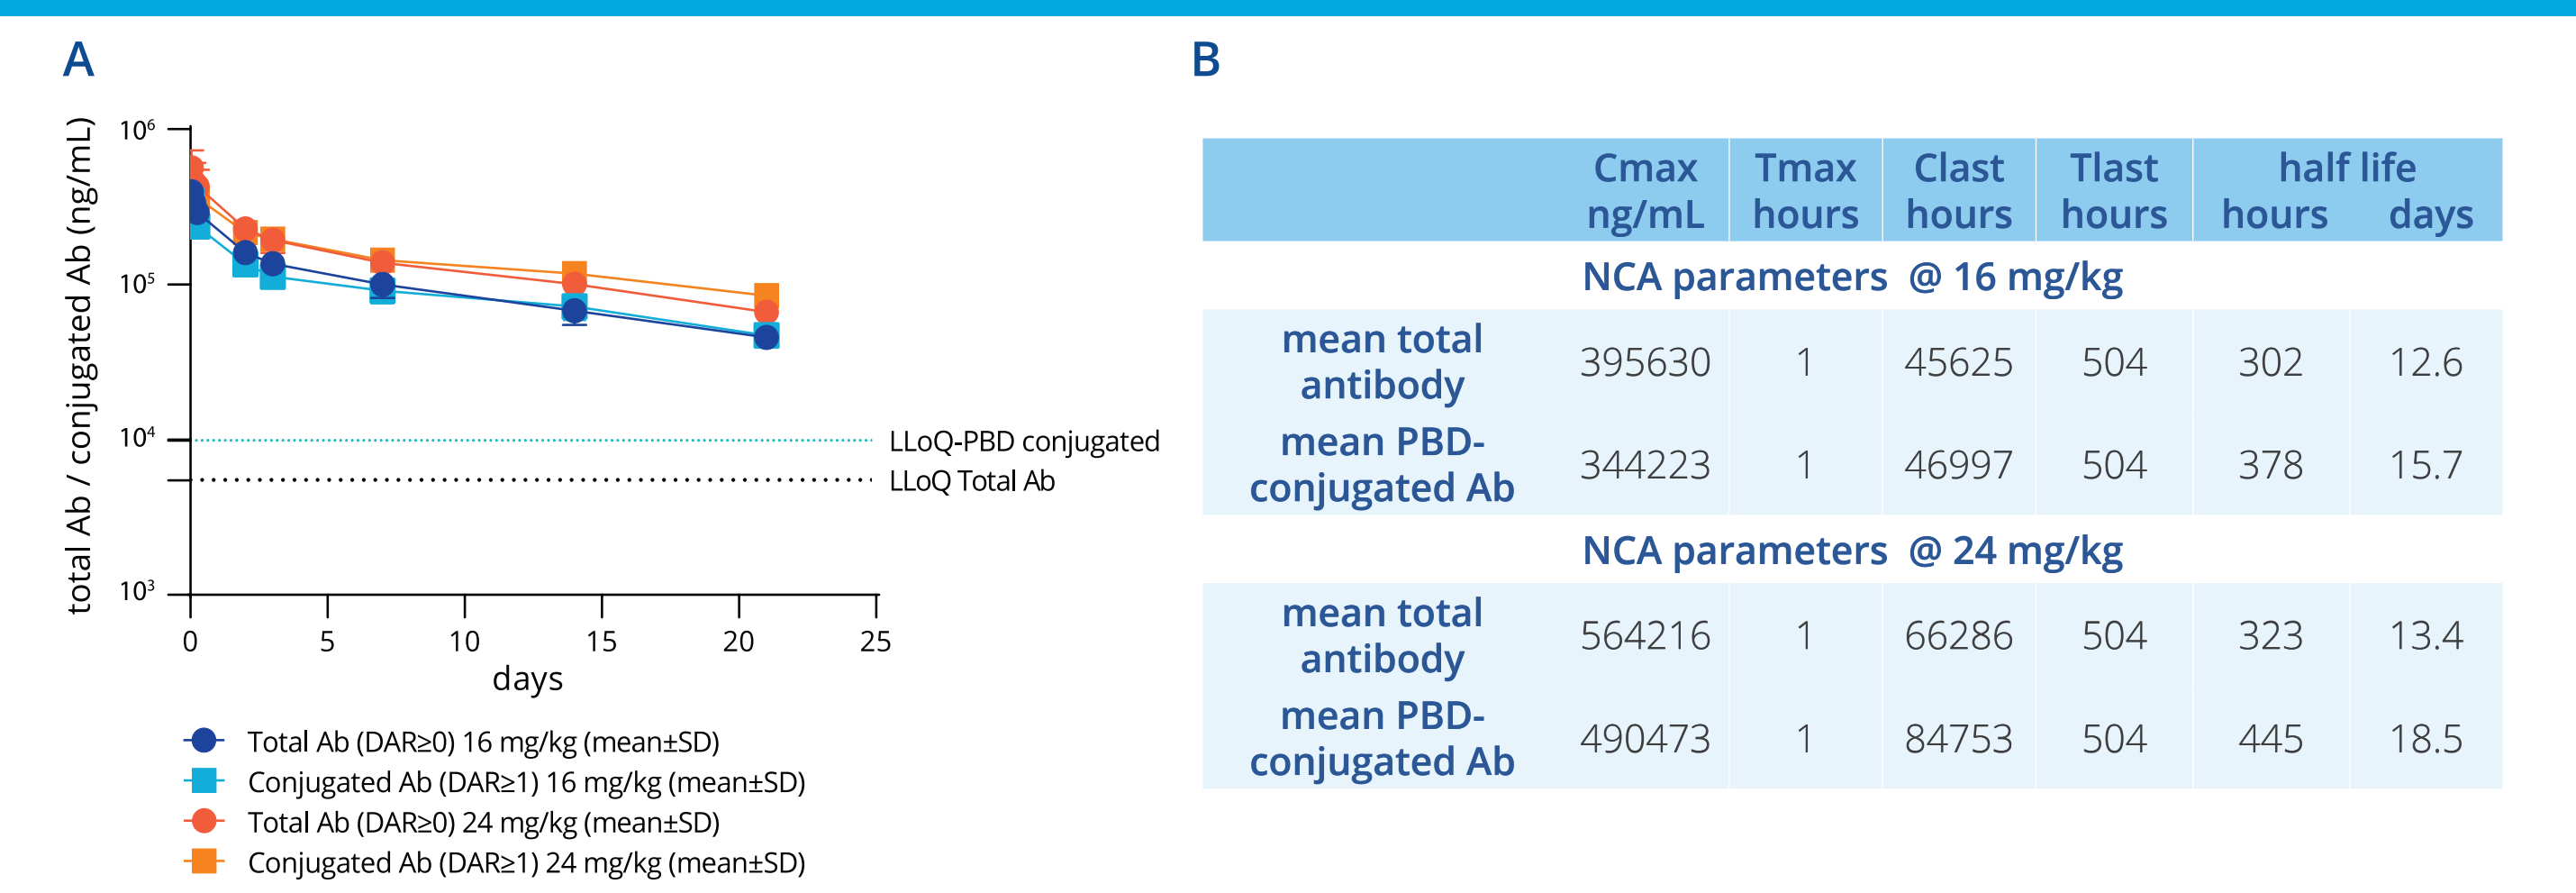 A
total Ab / conjugated Ab (ng/mL)
10⁶
10⁵
10⁴
10³
LLoQ-PBD conjugated
LLoQ Total Ab
0 5 10 15 20 25
days
Total Ab (DAR≥0) 16 mg/kg (mean±SD)
Conjugated Ab (DAR≥1) 16 mg/kg (mean±SD)
Total Ab (DAR≥0) 24 mg/kg (mean±SD)
Conjugated Ab (DAR≥1) 24 mg/kg (mean±SD)
B
Cmax Tmax Clast Tlast half life
ng/mL hours hours hours hours days
NCA parameters @ 16 mg/kg
mean total
antibody 395630 1 45625 504 302 12.6
mean PBD-
conjugated Ab 344223 1 46997 504 378 15.7
NCA parameters @ 24 mg/kg
mean total
antibody 564216 1 66286 504 323 13.4
mean PBD-
conjugated Ab 490473 1 84753 504 445 18.5